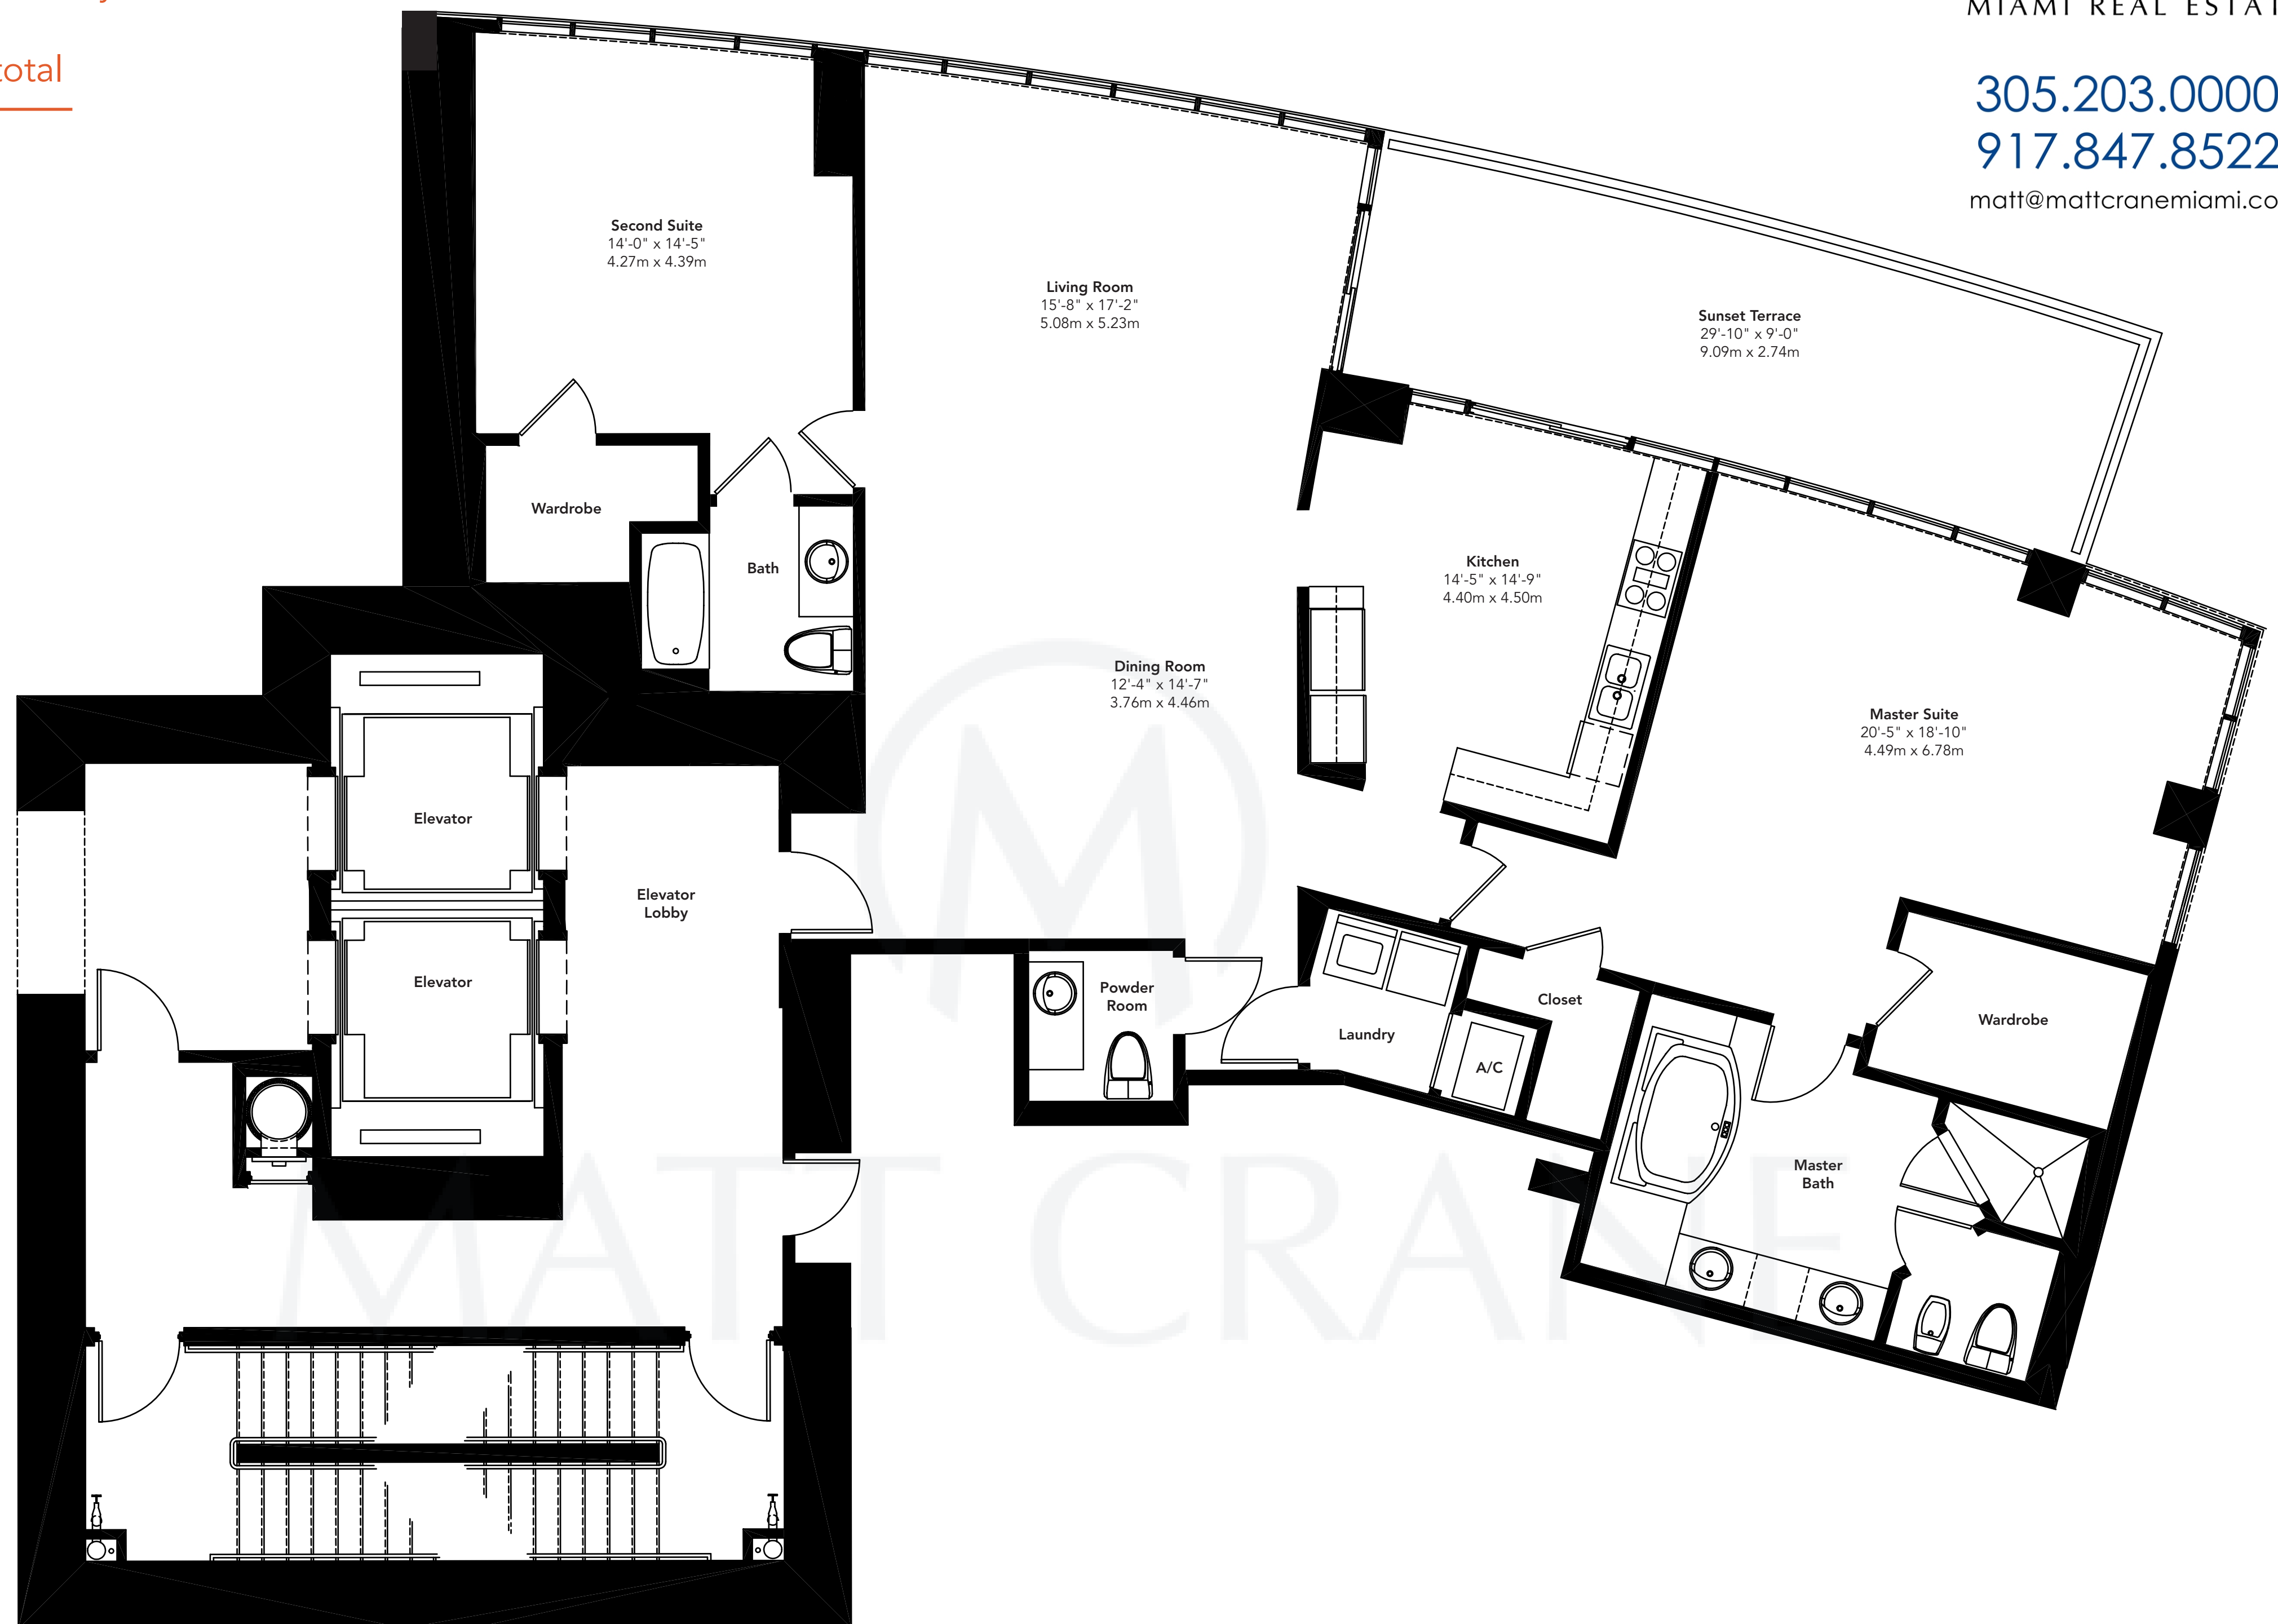 total
MIAMI REAL ESTAT
305.203.0000
917.847.8522
matt@mattcranemiami.co
Second Suite
14'-0" x 14'-5"
4.27m x 4.39m
Living Room
15'-8" x 17'-2"
5.08m x 5.23m
Sunset Terrace
29'-10" x 9'-0"
9.09m x 2.74m
Wardrobe
Bath
Kitchen
14'-5" x 14'-9"
4.40m x 4.50m
Dining Room
12'-4" x 14'-7"
3.76m x 4.46m
Master Suite
20'-5" x 18'-10"
4.49m x 6.78m
Elevator
Elevator
Lobby
Elevator
Powder
Room
Closet
Laundry
Wardrobe
A/C
Master
Bath
M
MATT CRANE